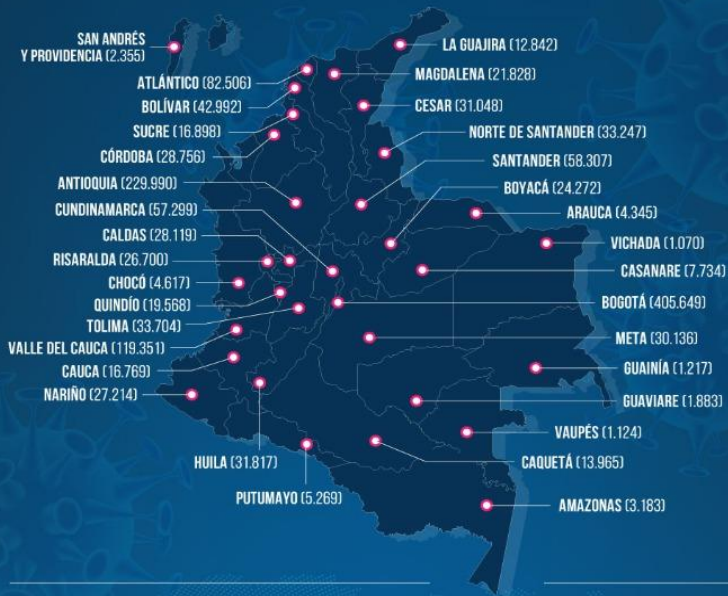 SAN ANDRÉS
Y PROVIDENCIA (2.355)
ATLÁNTICO (82.506)
BOLÍVAR (42.992)
SUCRE (16.898)
CÓRDOBA (28.756)
ANTIOQUIA (229.990)
CUNDINAMARCA (57.299)
CALDAS (28.119)
RISARALDA (26.700)
CHOCÓ (4.617)
QUINDÍO (19.568)
TOLIMA (33.704)
VALLE DEL CAUCA (119.351)
CAUCA (16.769)
NARIÑO (27.214)
HUILA (31.817)
PUTUMAYO (5.269)
LA GUAJIRA (12.842)
MAGDALENA (21.828)
CESAR (31.048)
NORTE DE SANTANDER (33.247)
SANTANDER (58.307)
BOYACÁ (24.272)
ARAUCA (4.345)
VICHADA (1.070)
CASANARE (7.734)
BOGOTÁ (405.649)
META (30.136)
GUAINÍA (1.217)
GUAVIARE (1.883)
VAUPÉS (1.124)
CAQUETÁ (13.965)
AMAZONAS (3.183)